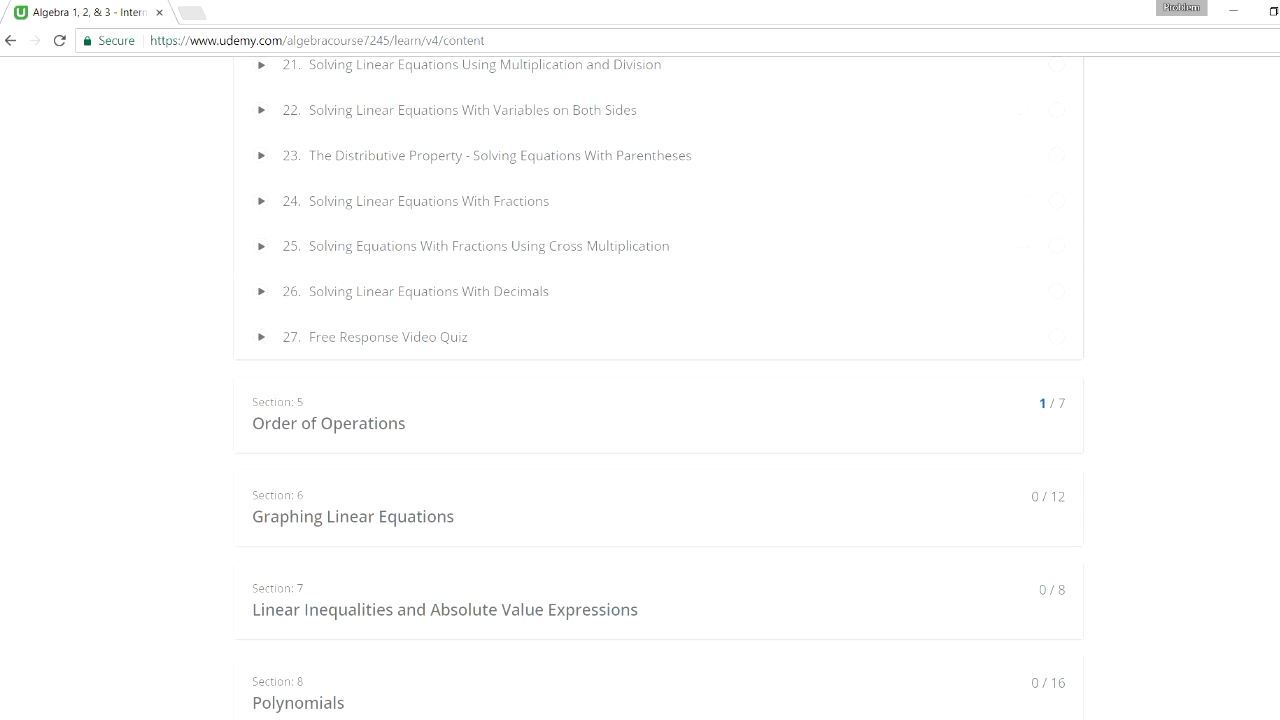 Algebra 1, 2, & 3 - Intern
Problem
Secure https://www.udemy.com/algebracourse7245/learn/v4/content
21. Solving Linear Equations Using Multiplication and Division
22. Solving Linear Equations With Variables on Both Sides
23. The Distributive Property - Solving Equations With Parentheses
24. Solving Linear Equations With Fractions
25. Solving Equations With Fractions Using Cross Multiplication
26. Solving Linear Equations With Decimals
27. Free Response Video Quiz
Section: 5
1 / 7
Order of Operations
Section: 6
0 / 12
Graphing Linear Equations
Section: 7
0 / 8
Linear Inequalities and Absolute Value Expressions
Section: 8
0 / 16
Polynomials